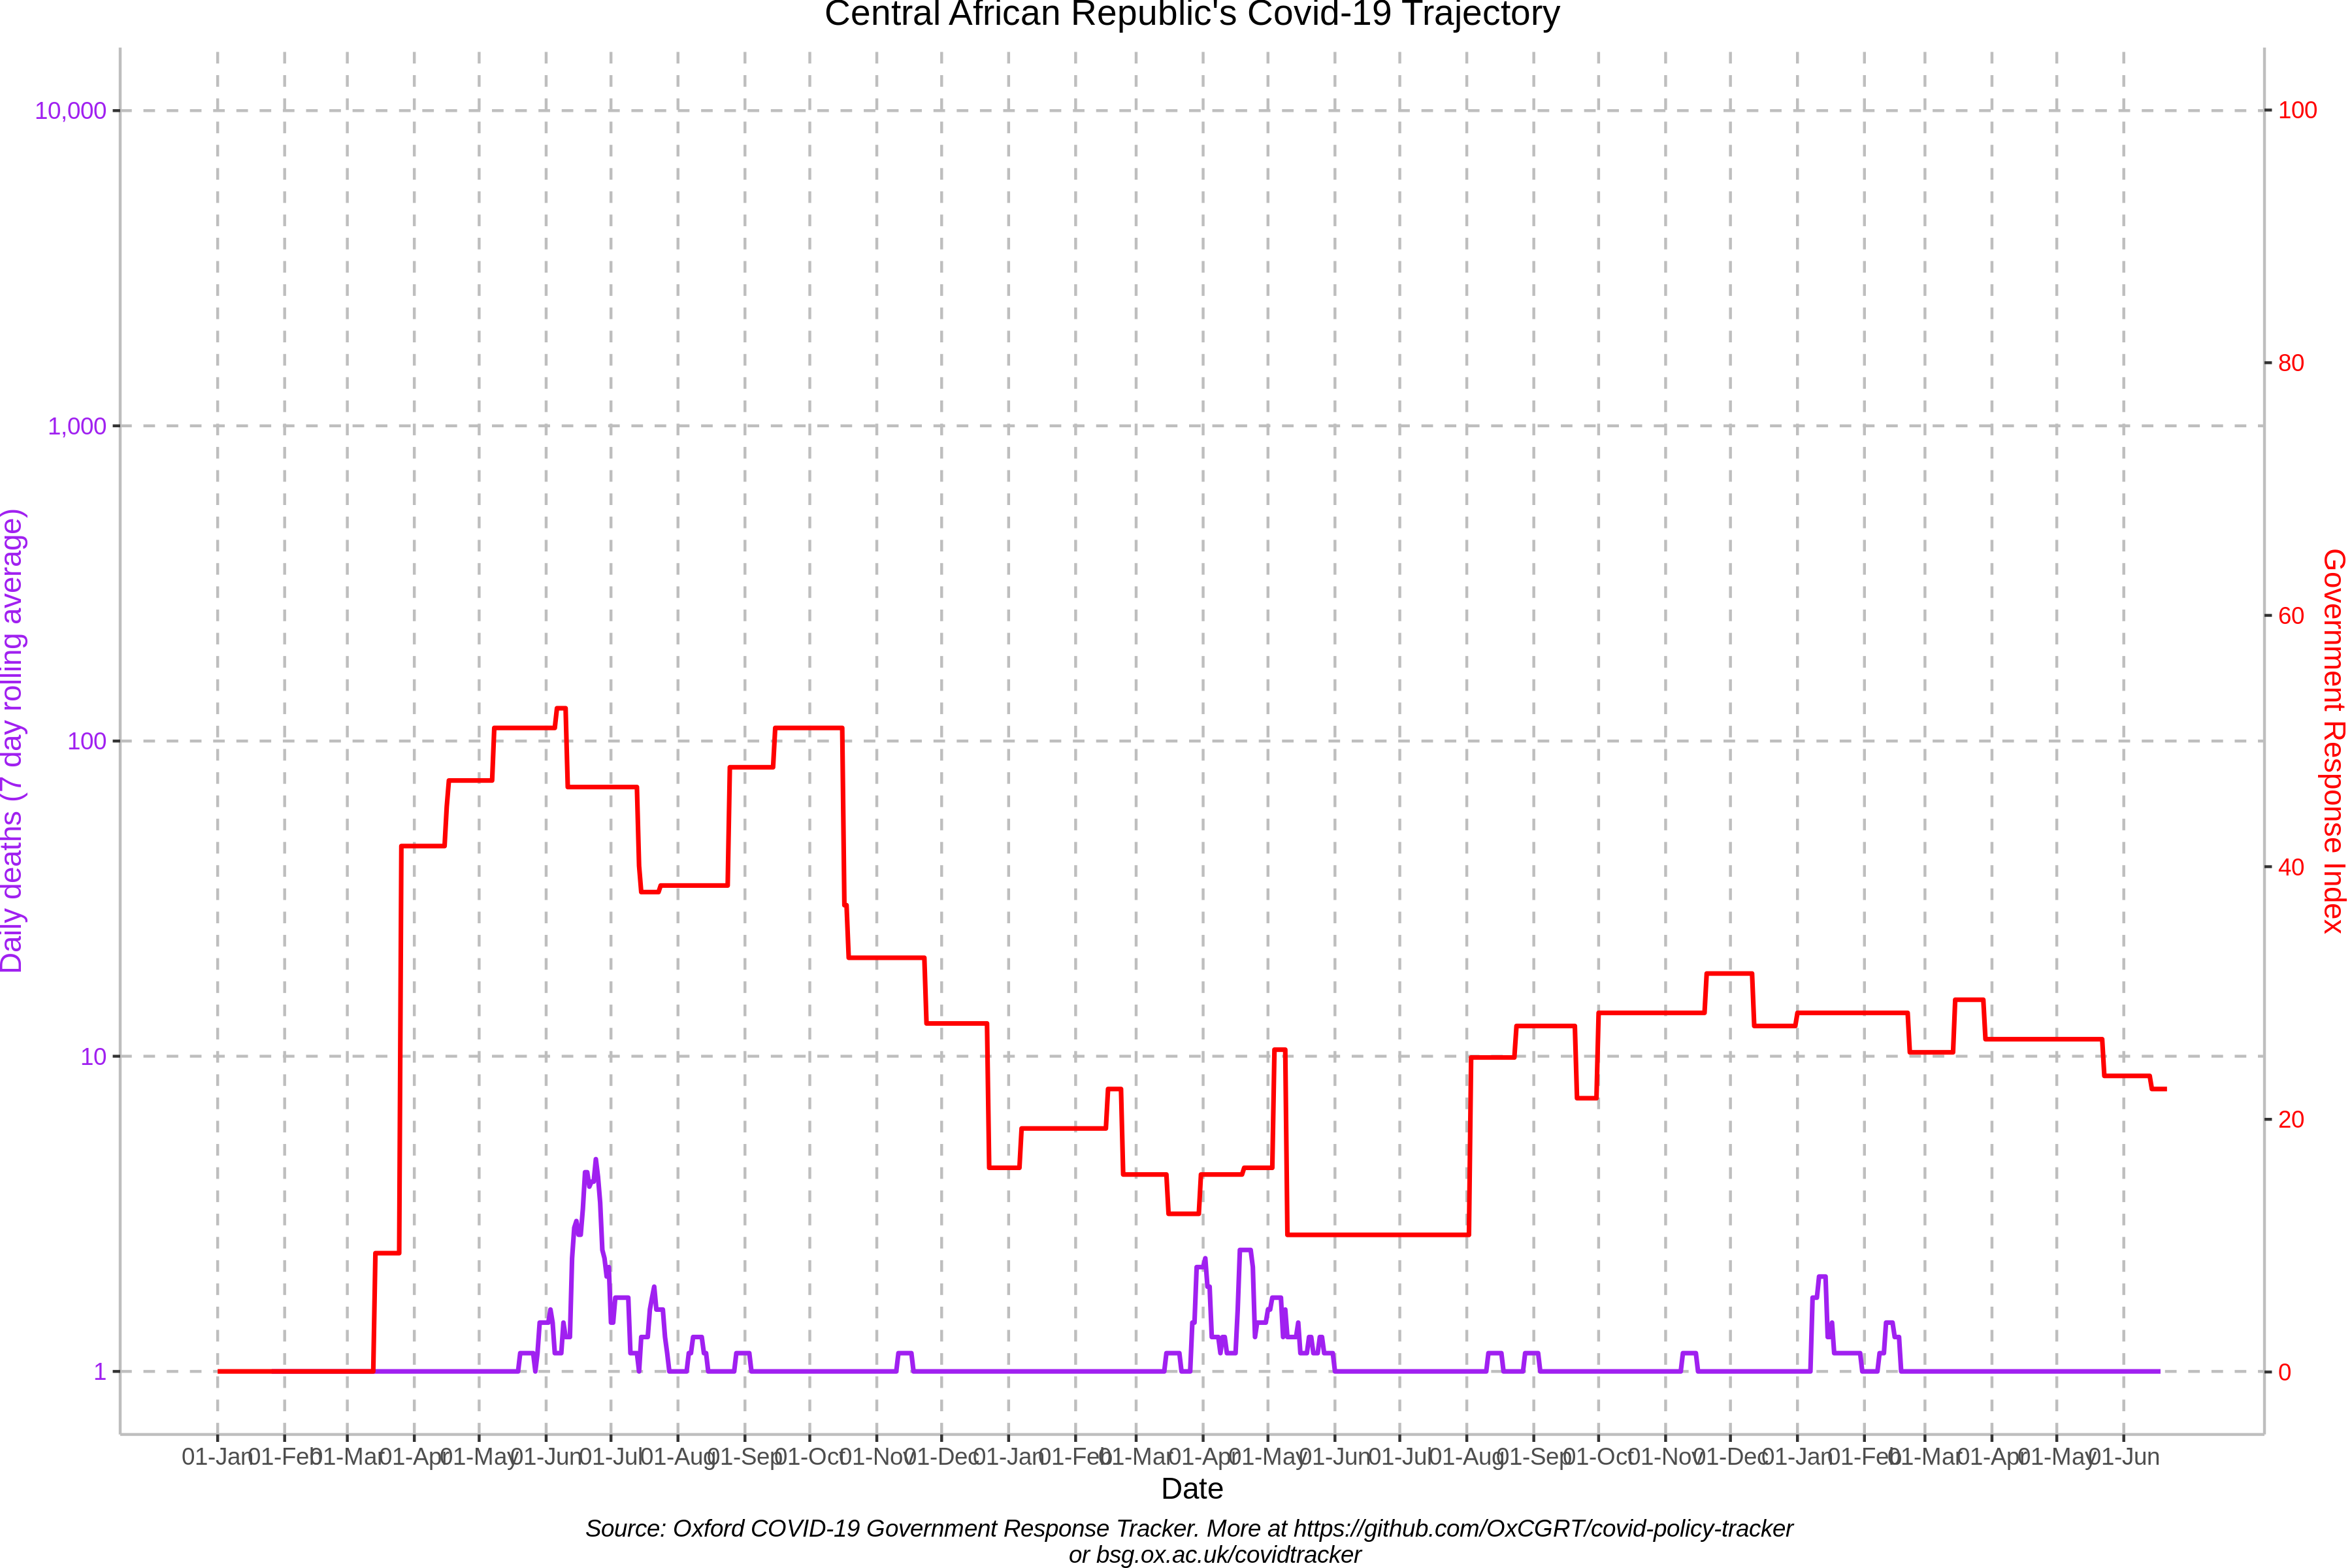 Central African Republic's Covid-19 Trajectory
Daily deaths (7 day rolling average)
10,000
1,000
100
10
1
Government Response Index
100
80
60
40
20
0
01-Jan 01-Feb 01-Mar 01-Apr 01-May 01-Jun 01-Jul 01-Aug 01-Sep 01-Oct 01-Nov 01-Dec 01-Jan 01-Feb 01-Mar 01-Apr 01-May 01-Jun 01-Jul 01-Aug 01-Sep 01-Oct 01-Nov 01-Dec 01-Jan 01-Feb 01-Mar 01-Apr 01-May 01-Jun
Date
Source: Oxford COVID-19 Government Response Tracker. More at https://github.com/OxCGRT/covid-policy-tracker
or bsg.ox.ac.uk/covidtracker